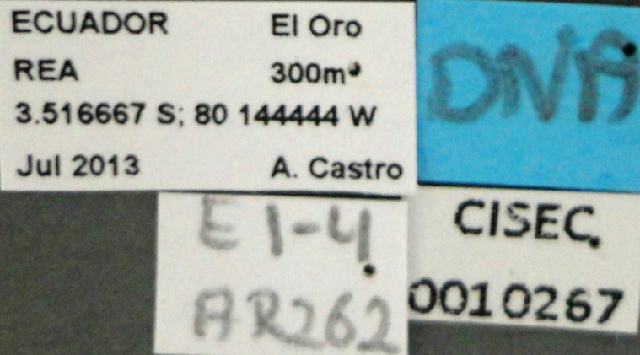 ECUADOR El Oro
REA 300m
3.516667 S; 80 144444 W
Jul 2013 A. Castro
DNA
E1-4
AR262
CISEC
0010267